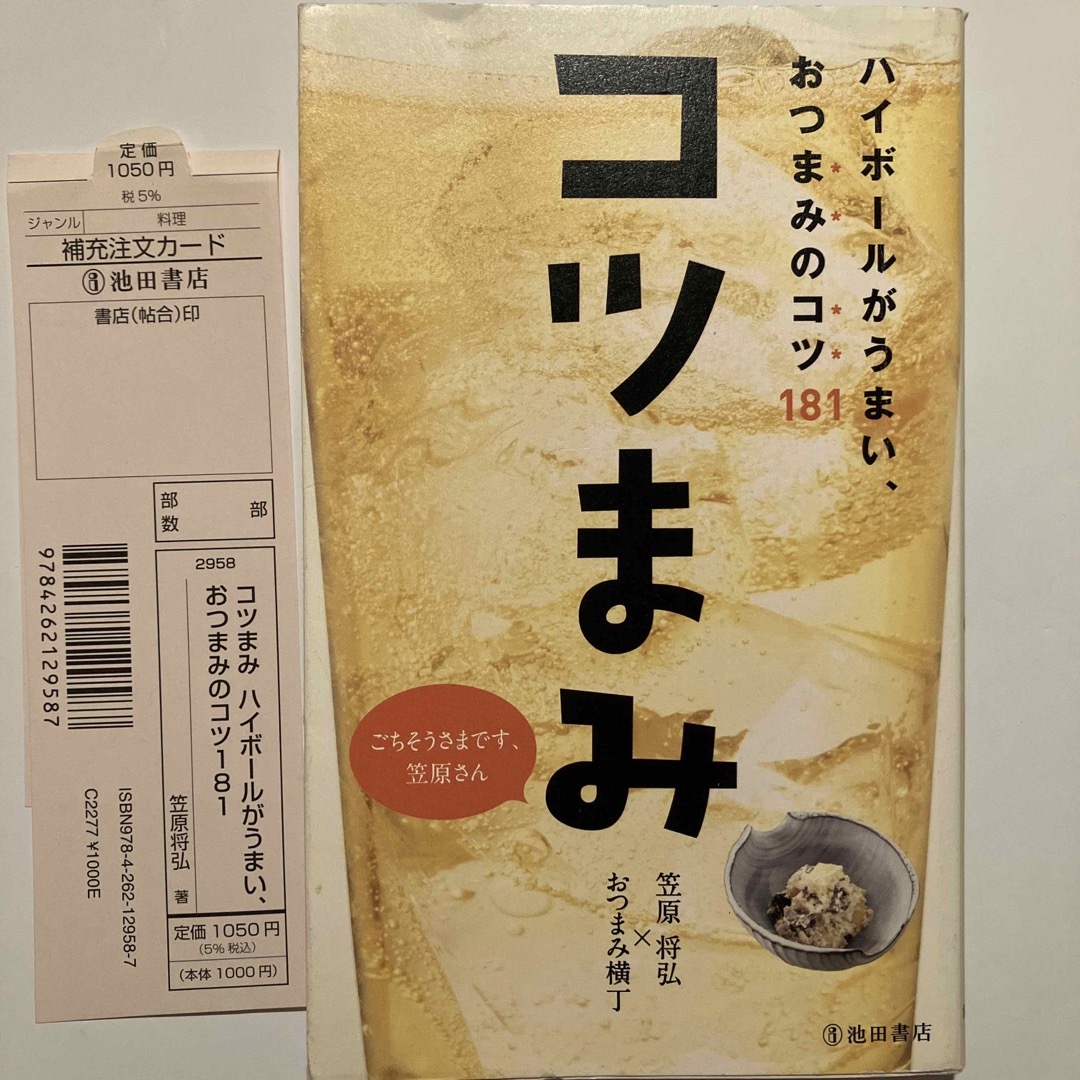 定価
1050円
税5%
ジャンル 料理
補充注文カード
池田書店
書店(帖合)印
部数 部
2958
コツまみ ハイボールがうまい、
おつまみのコツ181
笠原将弘 著
定価 1050円
(5%税込)
(本体1000円)
9784262129587
ISBN978-4-262-12958-7
C2277 ¥1000E
ハイボールがうまい、
おつまみのコツ
181
コツまみ
ごちそうさまです、
笠原さん
笠原 将弘
×
おつまみ横丁
池田書店